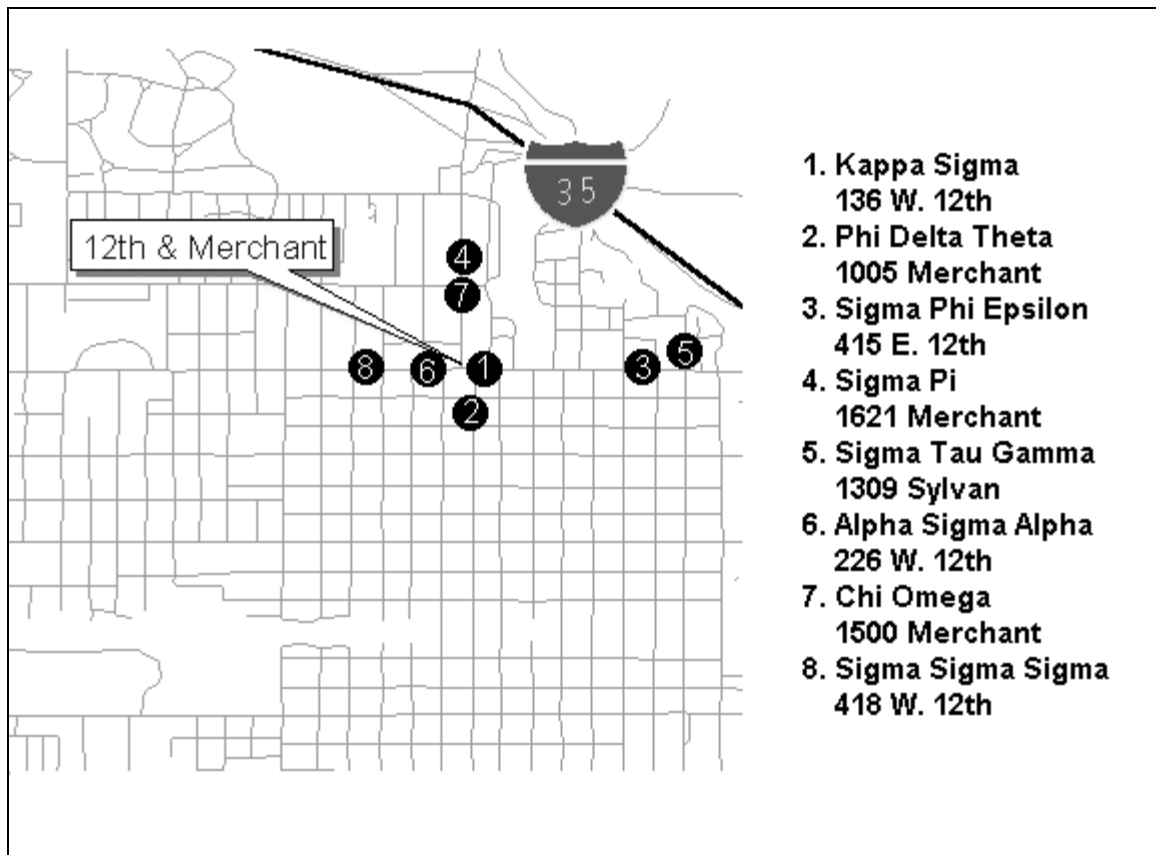 35
12th & Merchant
4
7
8
6
1
3
5
2
1. Kappa Sigma
136 W. 12th
2. Phi Delta Theta
1005 Merchant
3. Sigma Phi Epsilon
415 E. 12th
4. Sigma Pi
1621 Merchant
5. Sigma Tau Gamma
1309 Sylvan
6. Alpha Sigma Alpha
226 W. 12th
7. Chi Omega
1500 Merchant
8. Sigma Sigma Sigma
418 W. 12th